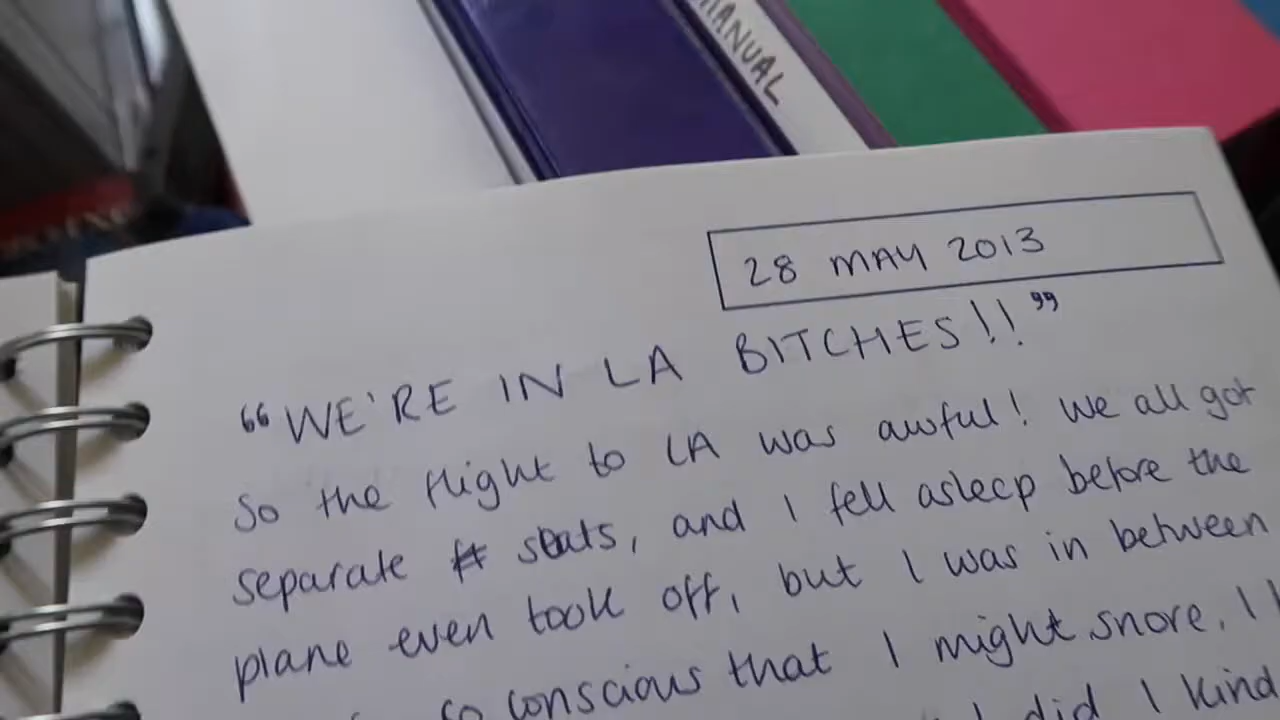 MANUAL
28 MAY 2013
“WE'RE IN LA BITCHES!!”
So the flight to LA was awful! We all got
separate seats, and I fell asleep before the
plane even took off, but I was in between
so conscious that I might snore. I
I did I kind